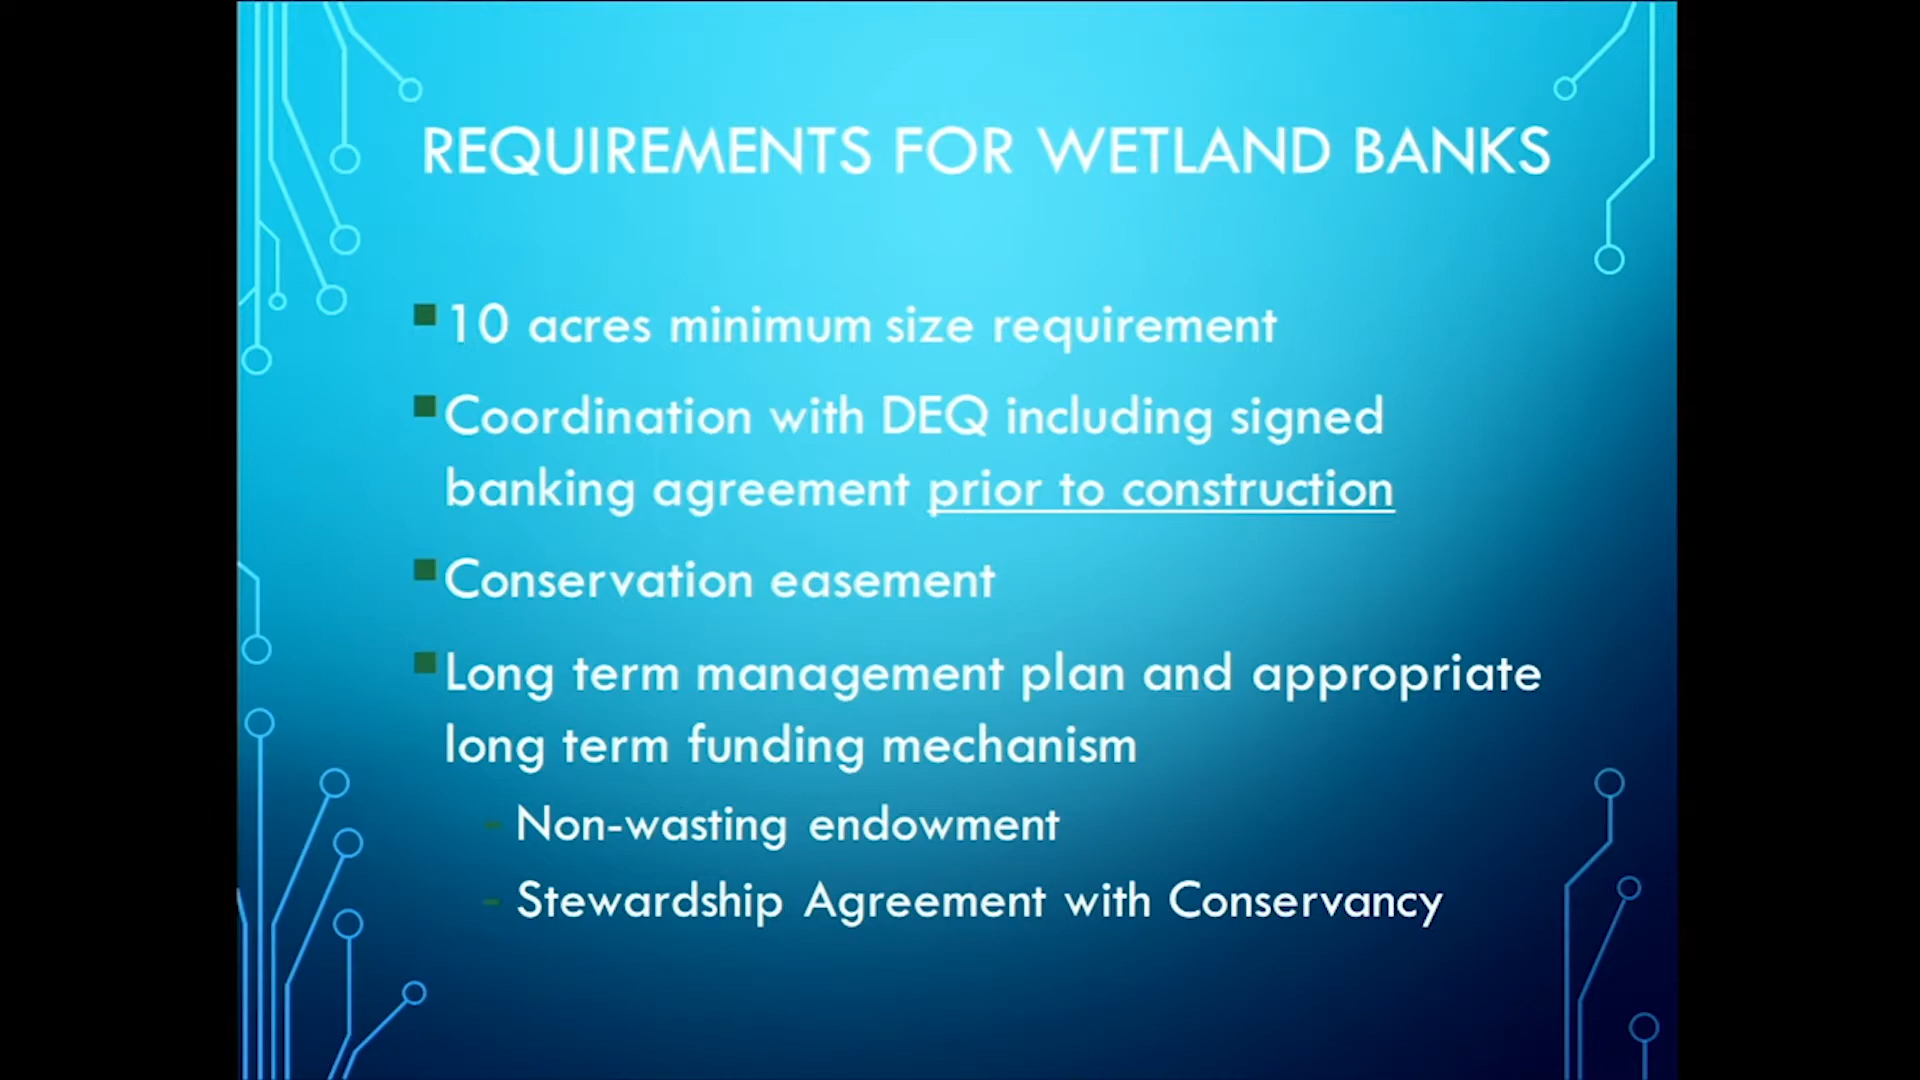 REQUIREMENTS FOR WETLAND BANKS
10 acres minimum size requirement
Coordination with DEQ including signed
banking agreement prior to construction
Conservation easement
Long term management plan and appropriate
long term funding mechanism
- Non-wasting endowment
- Stewardship Agreement with Conservancy